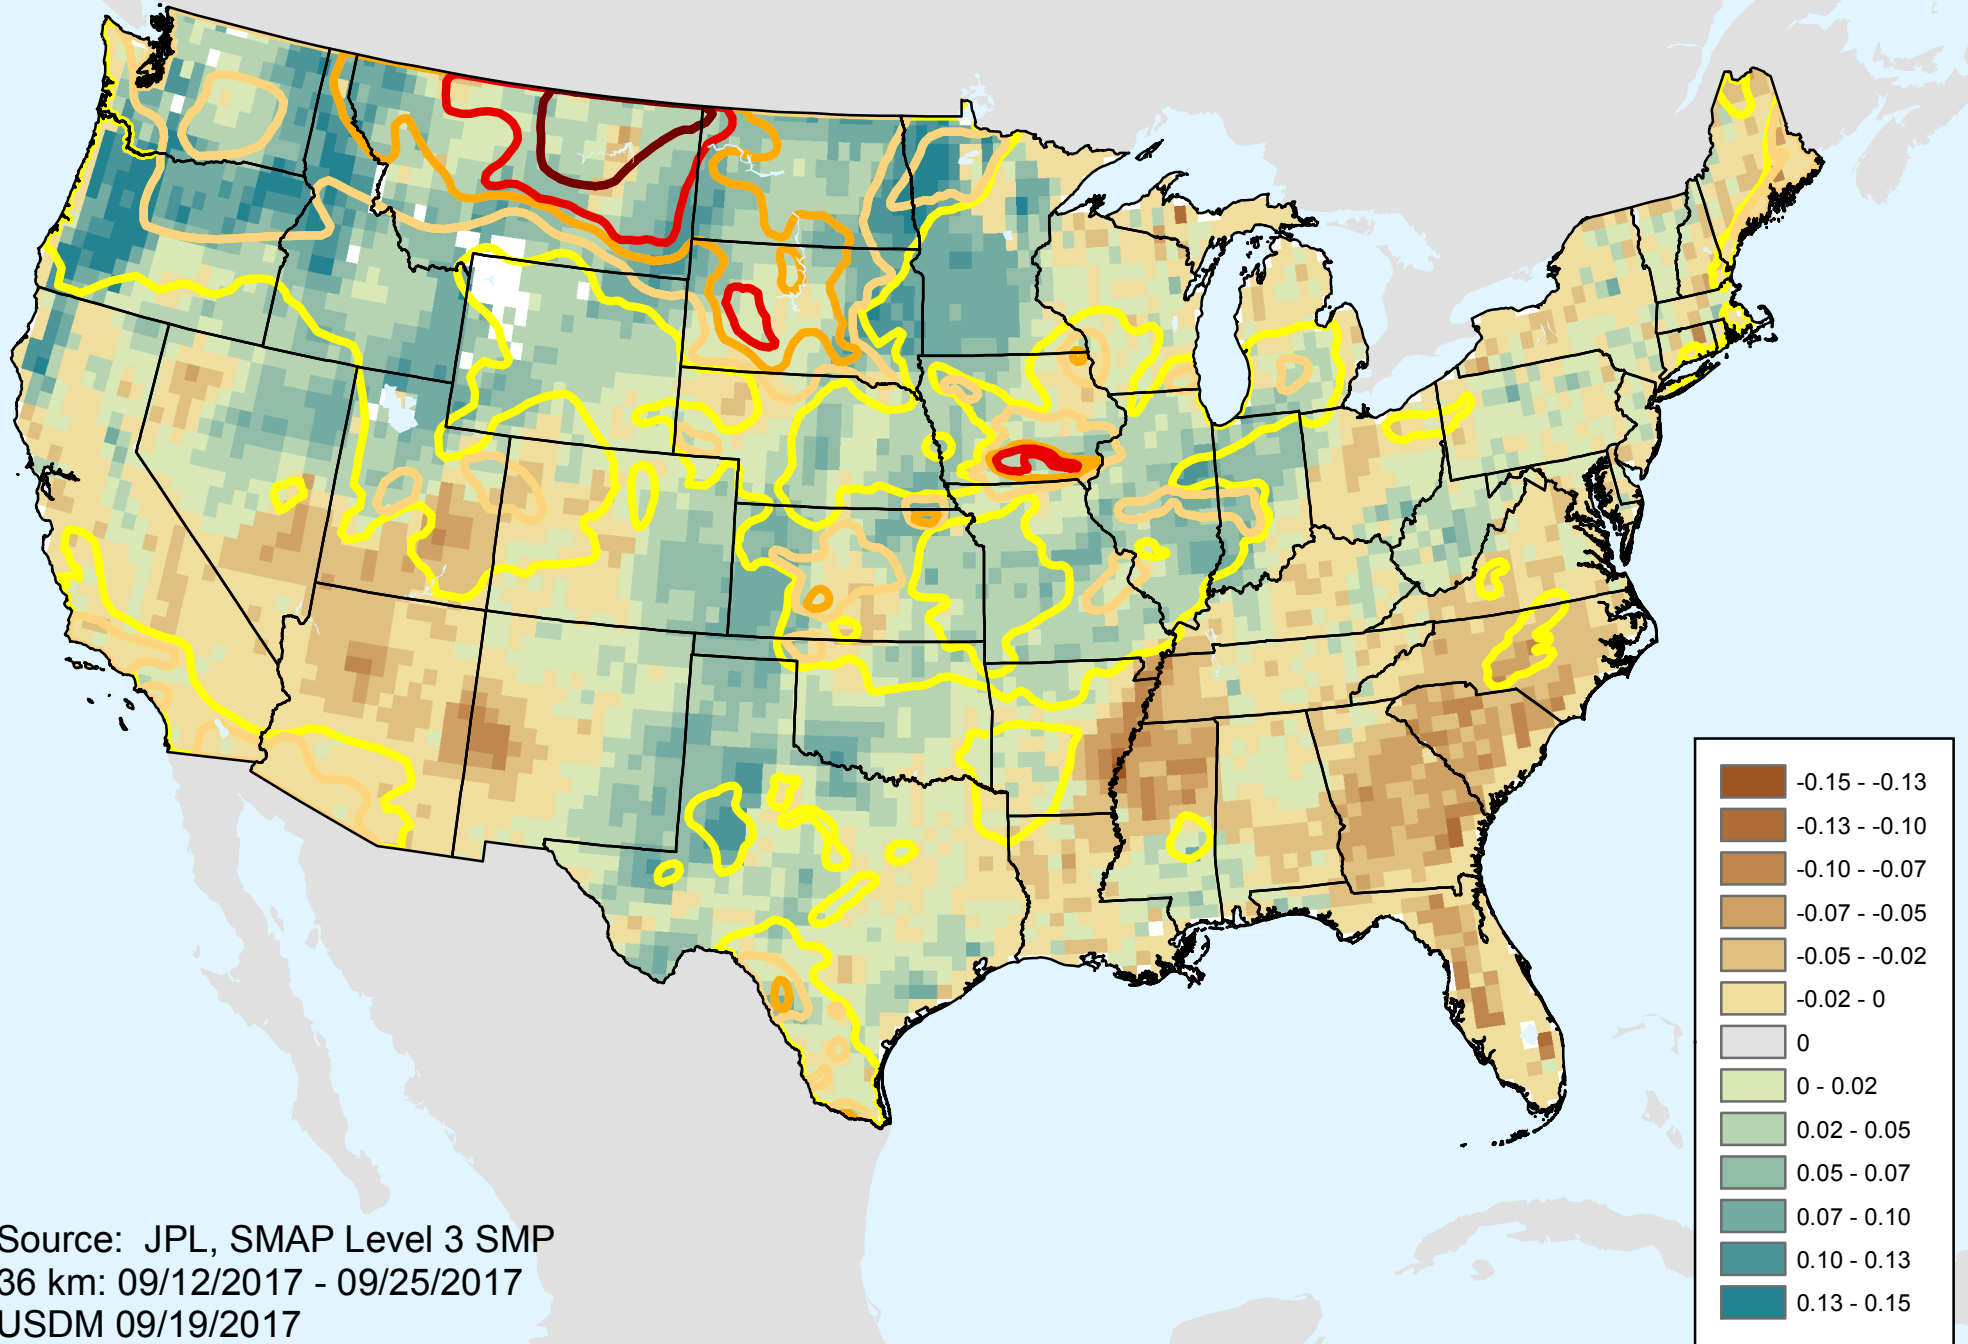 -0.15 - -0.13
-0.13 - -0.10
-0.10 - -0.07
-0.07 - -0.05
-0.05 - -0.02
-0.02 - 0
0
0 - 0.02
0.02 - 0.05
0.05 - 0.07
0.07 - 0.10
0.10 - 0.13
0.13 - 0.15
Source: JPL, SMAP Level 3 SMP
36 km: 09/12/2017 - 09/25/2017
USDM 09/19/2017